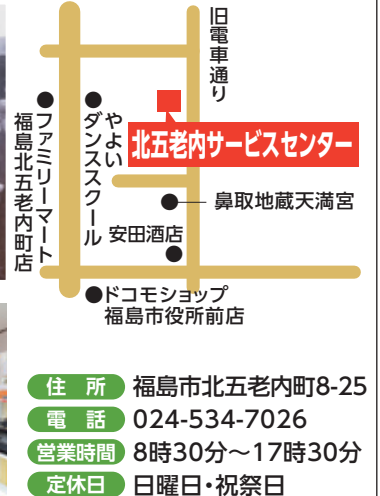 旧電車通り
ファミリーマート
福島北五老内町店
やよい
ダンススクール
北五老内サービスセンター
鼻取地蔵天満宮
安田酒店
ドコモショップ
福島市役所前店
住 所 福島市北五老内町8-25
電 話 024-534-7026
営業時間 8時30分〜17時30分
定休日 日曜日・祝祭日